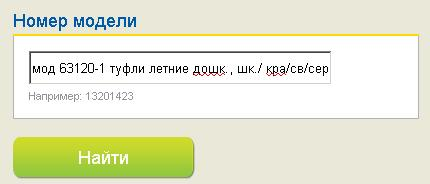 Номер модели
мод 63120-1 туфли летние дошк. , шк./ кра/св/сер
Например: 13201423
Найти